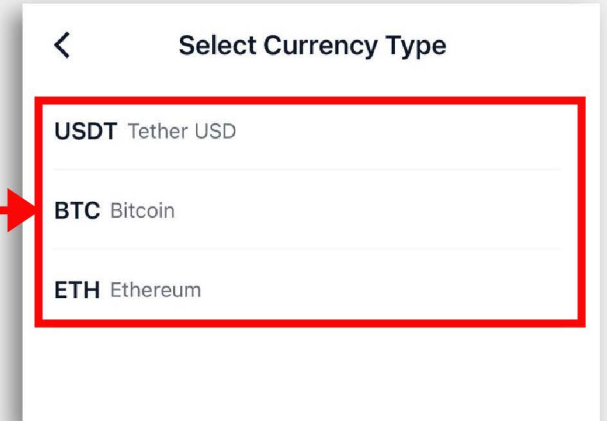 Select Currency Type
USDT Tether USD
BTC Bitcoin
ETH Ethereum